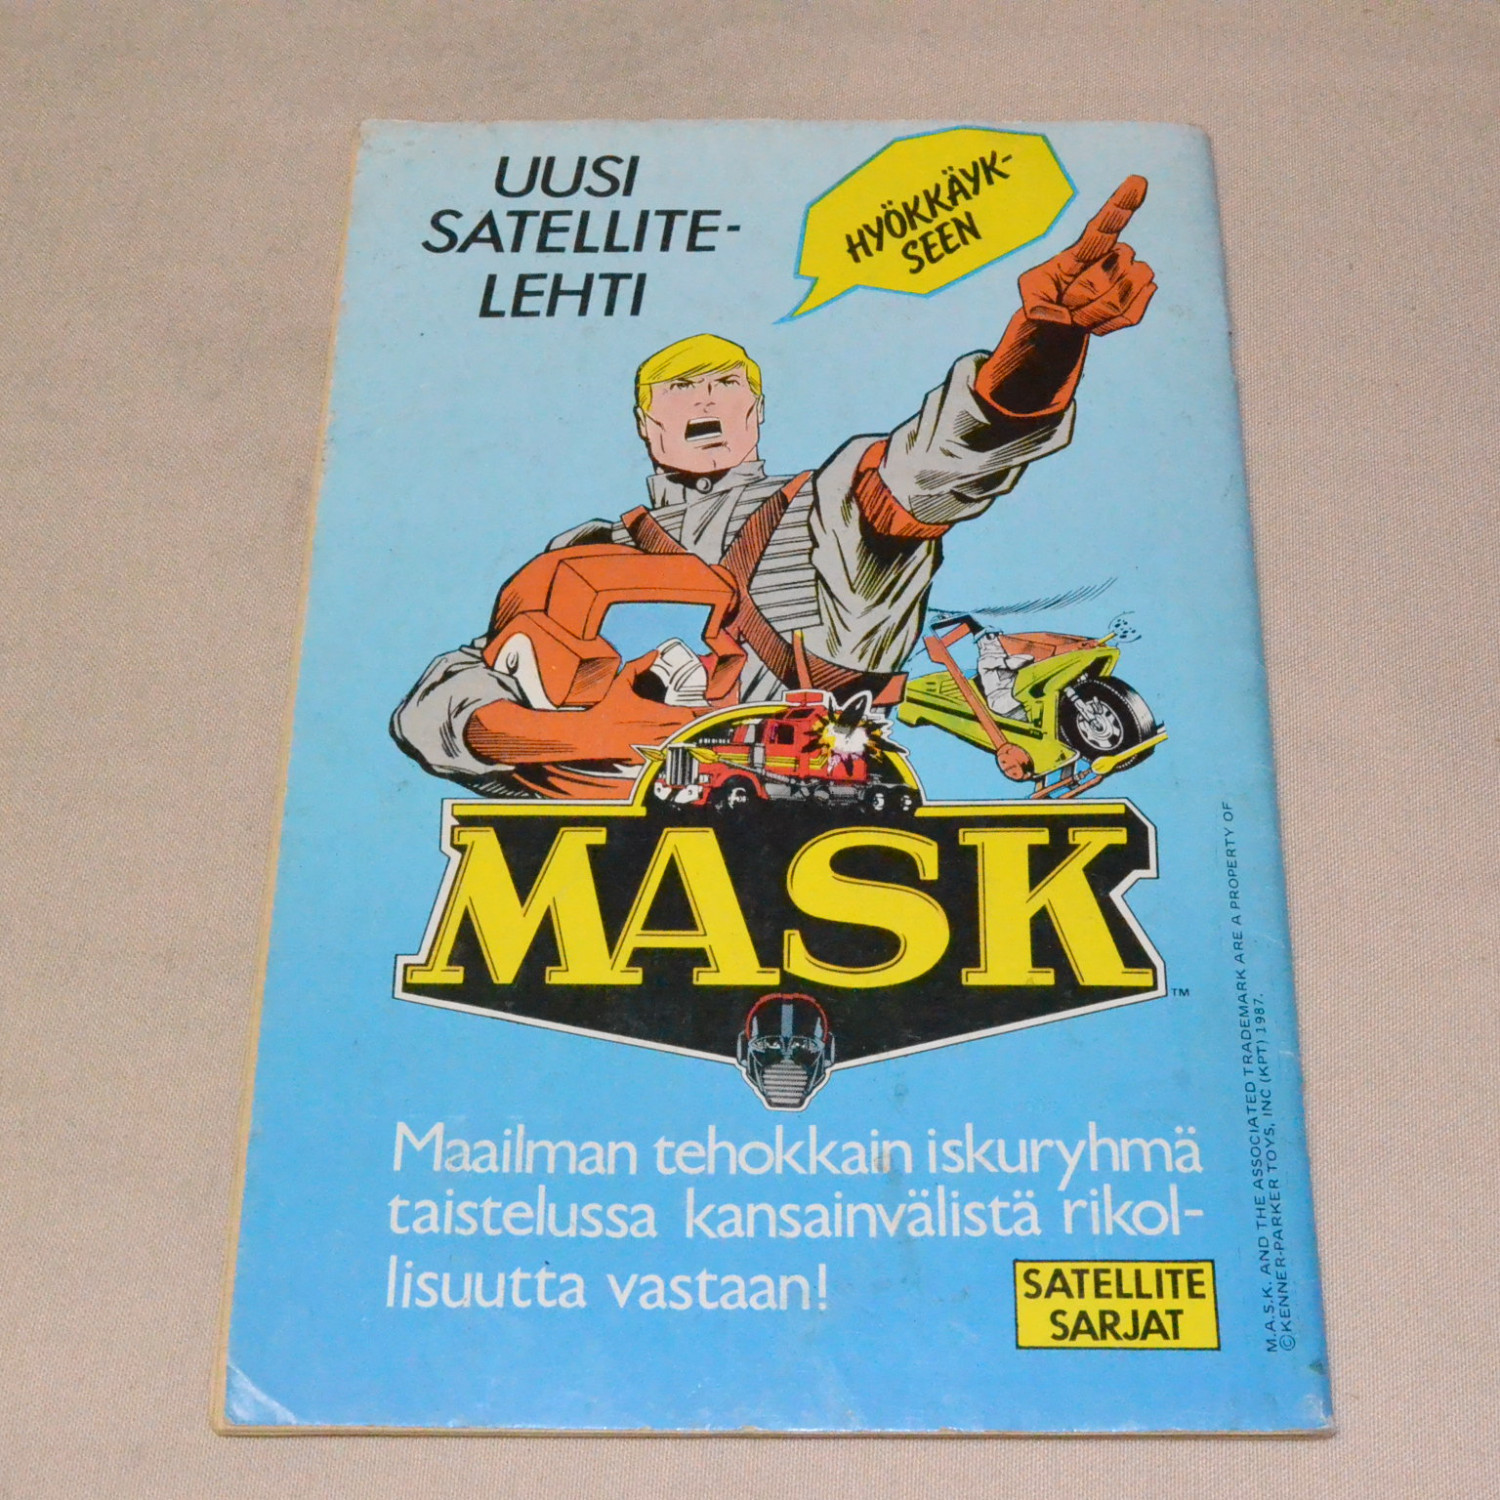 UUSI
SATELLITE-
LEHTI
HYÖKKÄYK-
SEEN
MASK
TM
Maailman tehokkain iskuryhmä
taistelussa kansainvälistä rikol-
lisuutta vastaan!
SATELLITE
SARJAT
M.A.S.K. AND THE ASSOCIATED TRADEMARK ARE A PROPERTY OF
©KENNER-PARKER TOYS, INC (KPT) 1987.